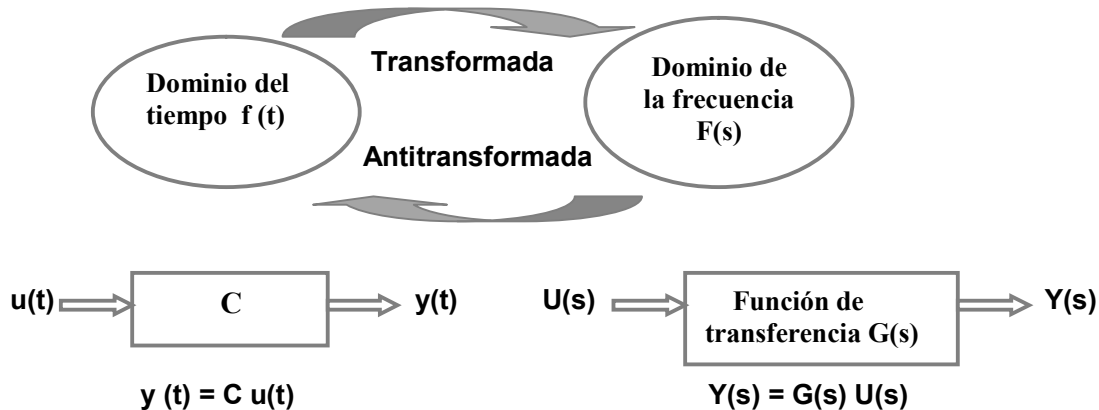 Dominio del
tiempo f (t)
Transformada
Dominio de
la frecuencia
F(s)
Antitransformada
u(t)
C
y(t)
U(s)
Función de
transferencia G(s)
Y(s)
y (t) = C u(t)
Y(s) = G(s) U(s)